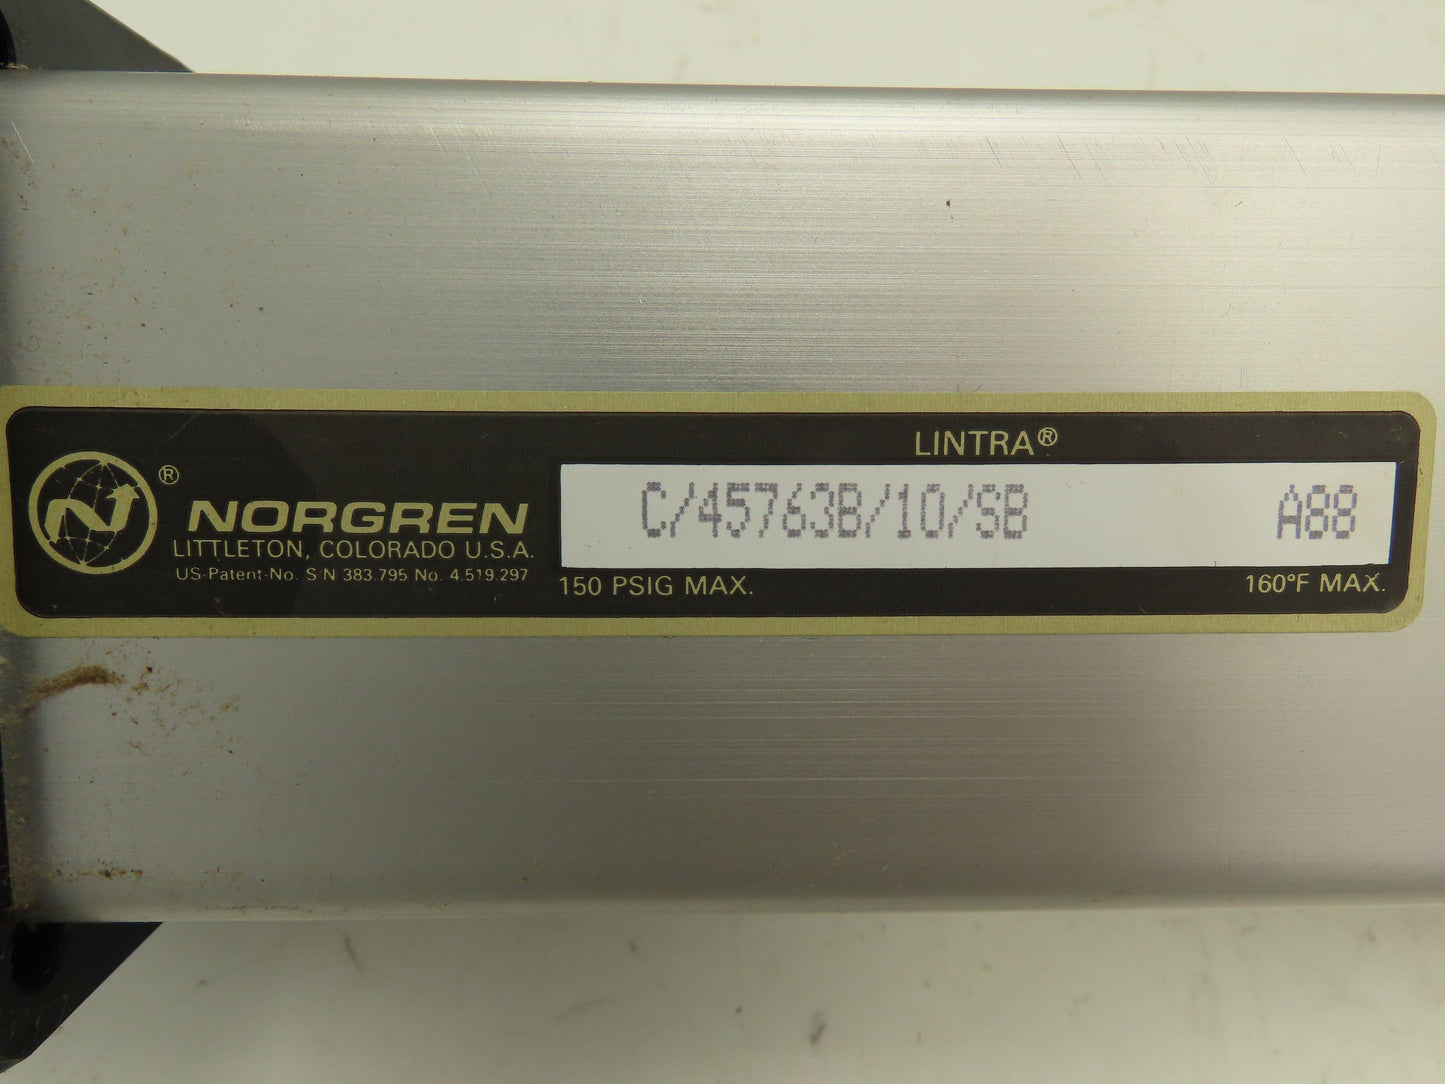 LINTRA®
N ®
NORGREN
LITTLETON, COLORADO U.S.A.
US-Patent-No. S N 383.795 No. 4.519.297
C/45763B/10/SB A88
150 PSIG MAX. 160°F MAX.